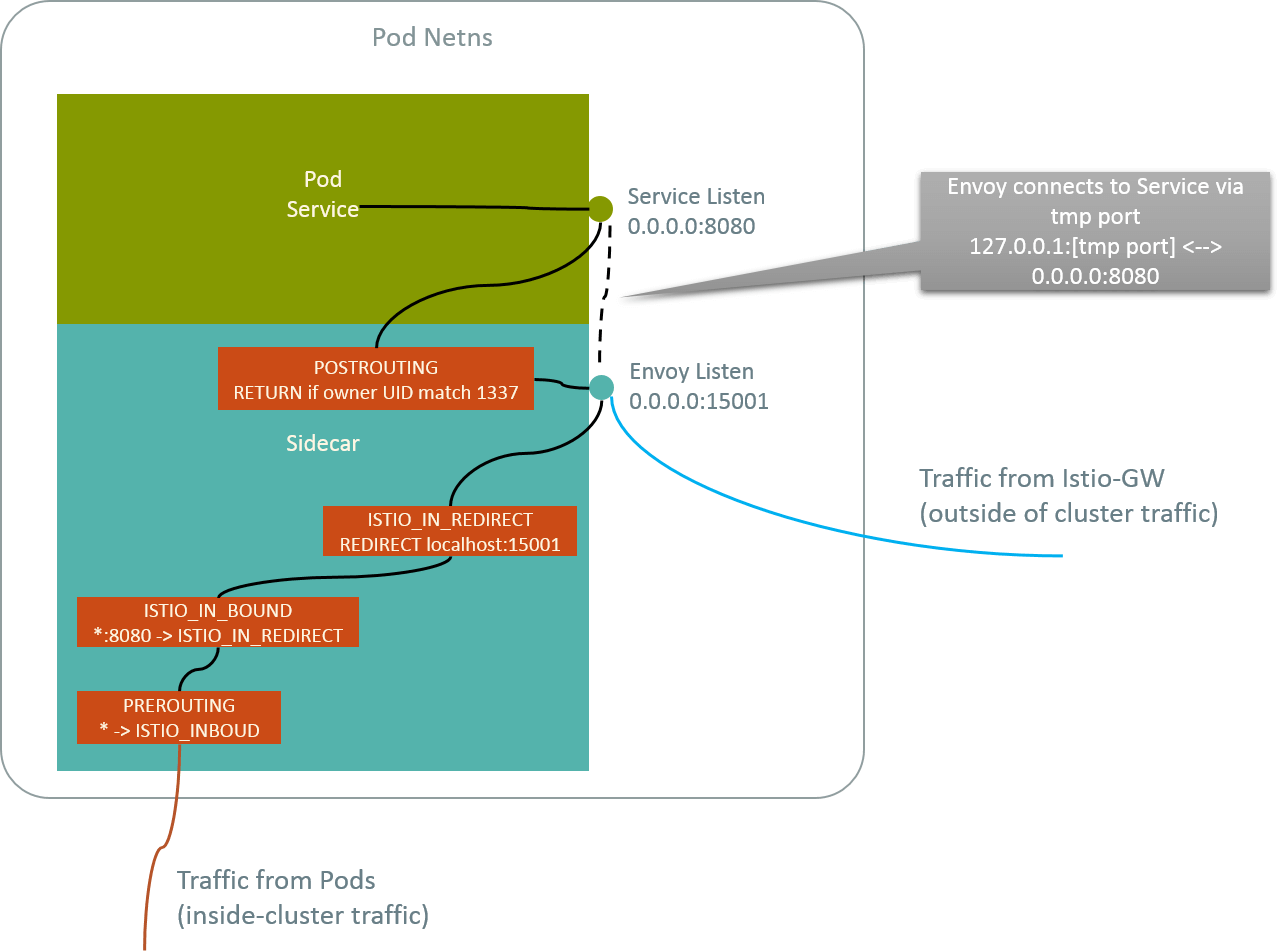 Pod Netns
Pod
Service
Service Listen
0.0.0.0:8080
Envoy connects to Service via
tmp port
127.0.0.1:[tmp port] <-->
0.0.0.0:8080
POSTROUTING
RETURN if owner UID match 1337
Envoy Listen
0.0.0.0:15001
Sidecar
Traffic from Istio-GW
(outside of cluster traffic)
ISTIO_IN_REDIRECT
REDIRECT localhost:15001
ISTIO_IN_BOUND
*:8080 -> ISTIO_IN_REDIRECT
PREROUTING
* -> ISTIO_INBOUD
Traffic from Pods
(inside-cluster traffic)